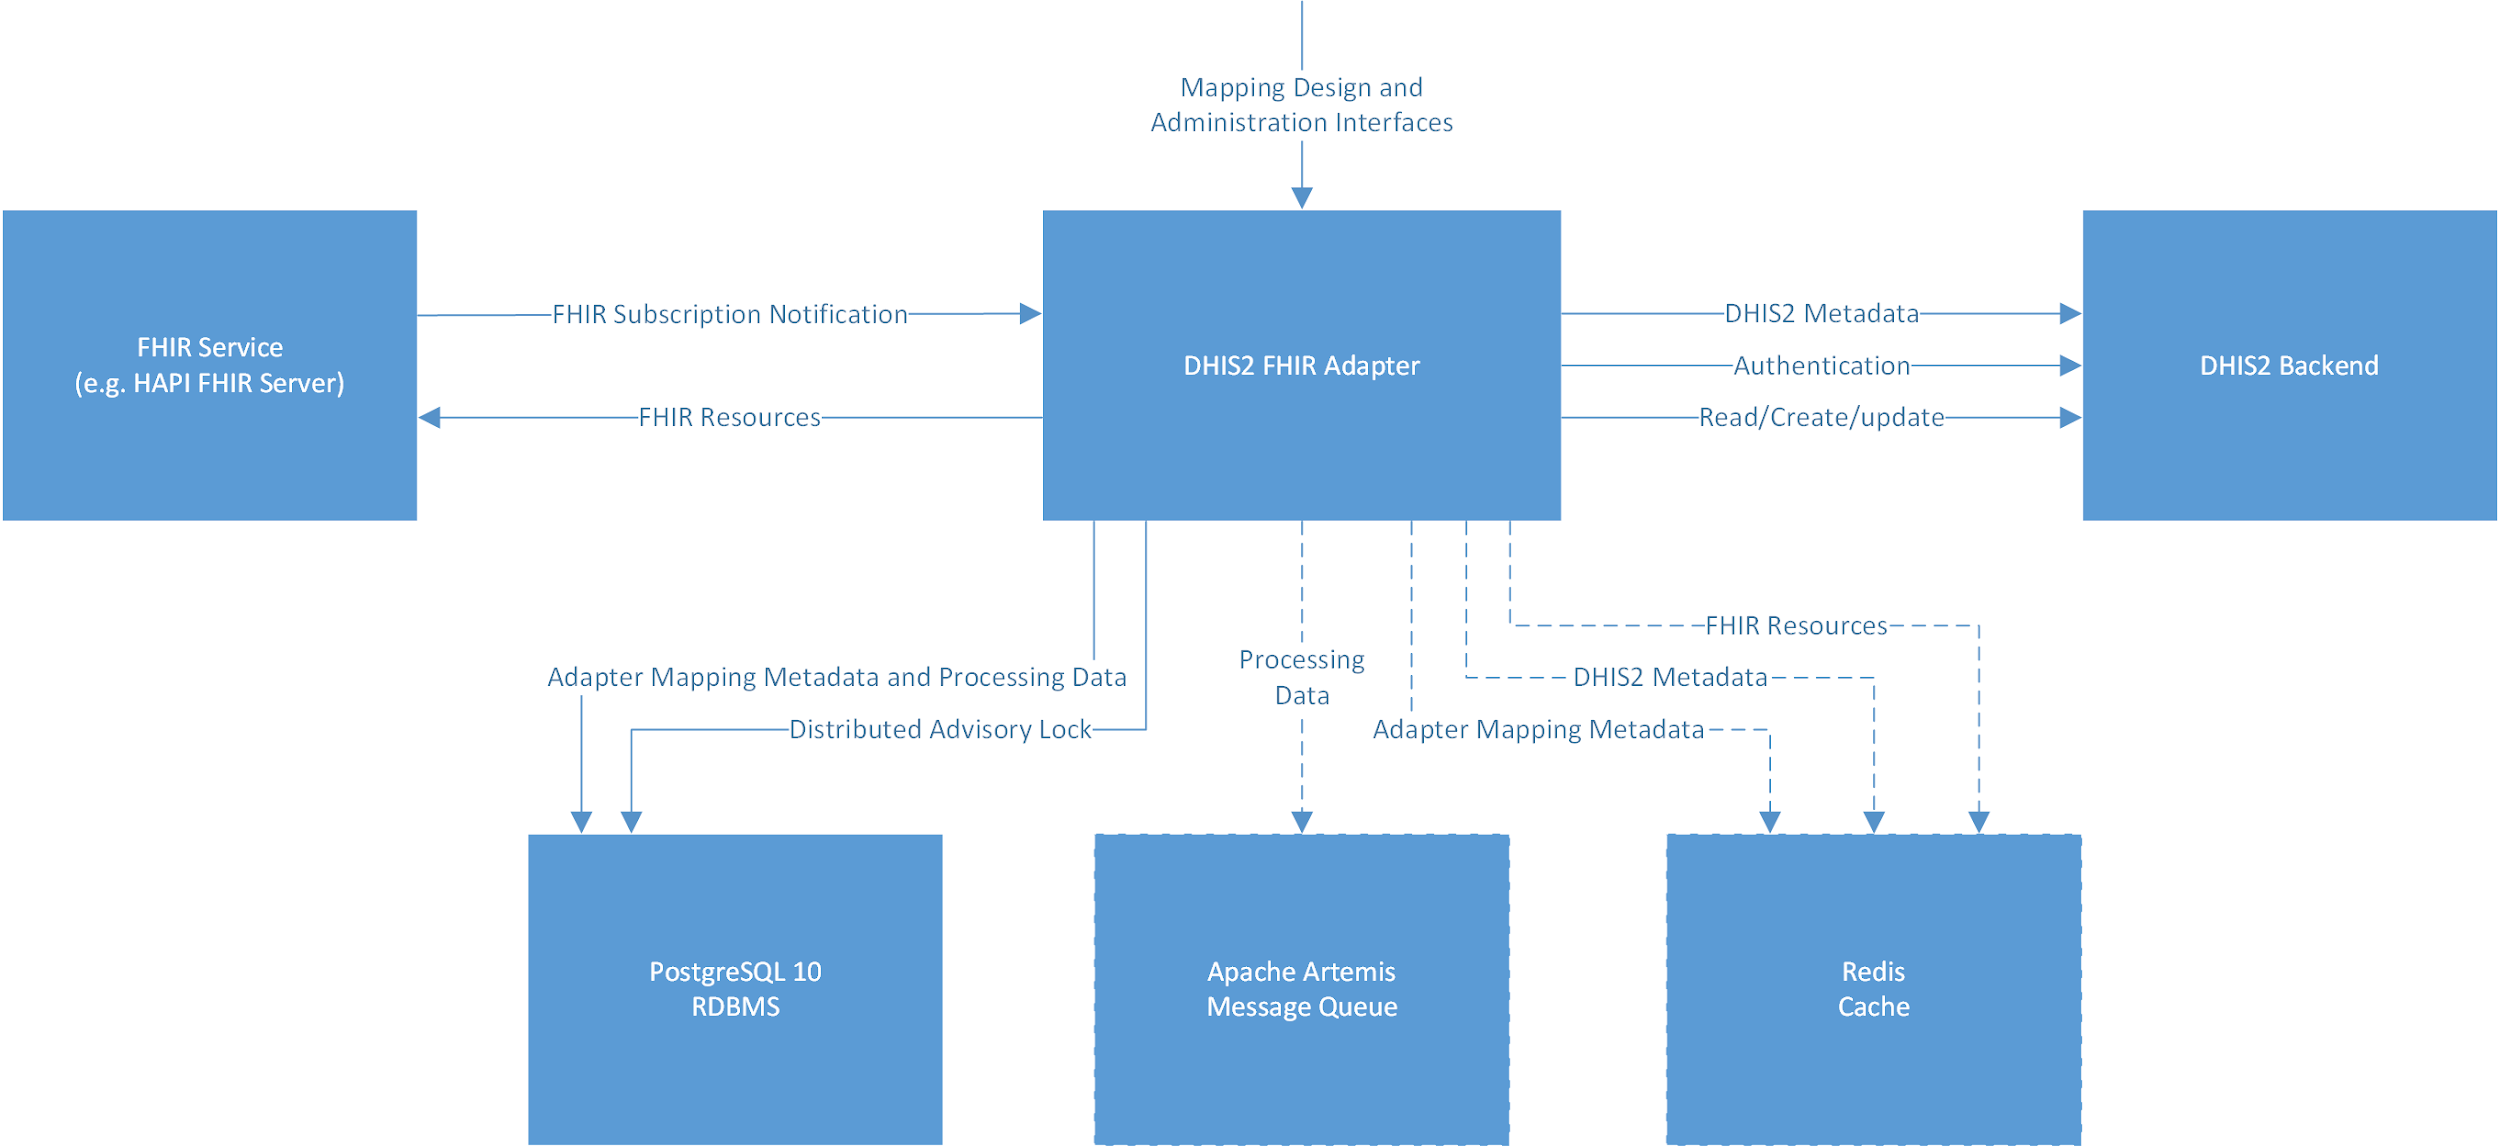 Mapping Design and
Administration Interfaces
FHIR Service
(e.g. HAPI FHIR Server)
FHIR Subscription Notification
FHIR Resources
DHIS2 FHIR Adapter
DHIS2 Metadata
Authentication
Read/Create/update
DHIS2 Backend
Adapter Mapping Metadata and Processing Data
Distributed Advisory Lock
Processing
Data
FHIR Resources
DHIS2 Metadata
Adapter Mapping Metadata
PostgreSQL 10
RDBMS
Apache Artemis
Message Queue
Redis
Cache